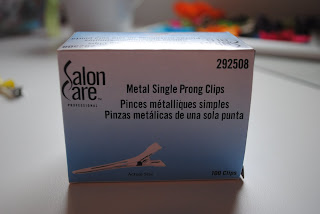 292508
Salon
Care
PROFESSIONAL
Metal Single Prong Clips
Pinces métalliques simples
Pinzas metálicas de una sola punta
100 Clips